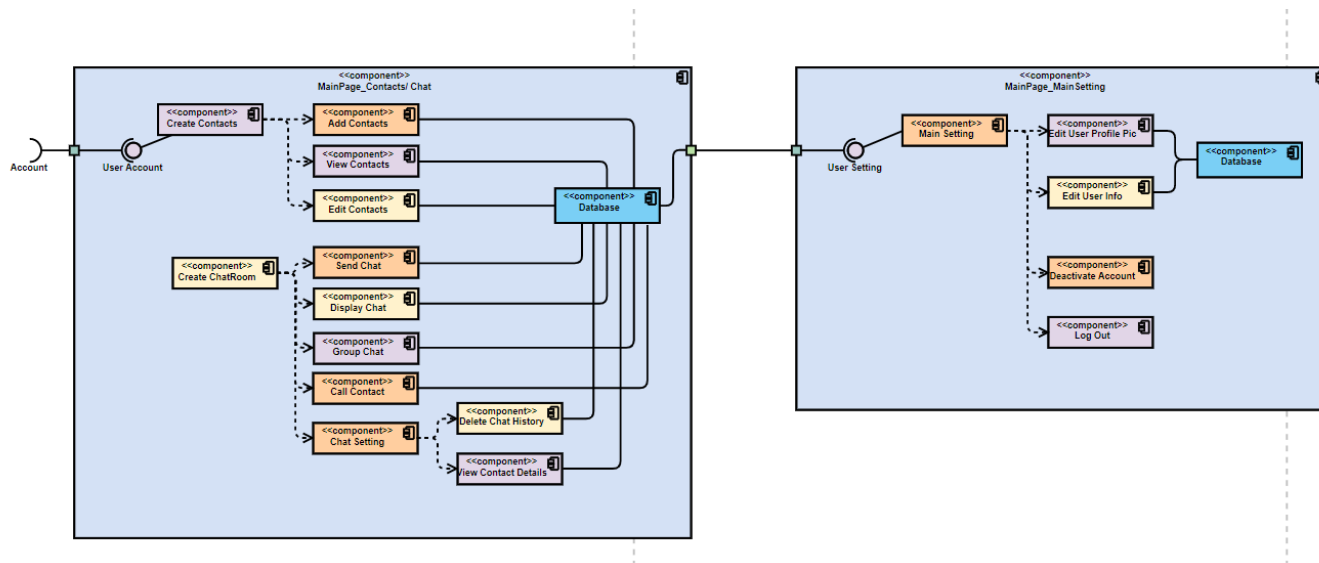 <<component>>
MainPage_Contacts/ Chat
<<component>>
Create Contacts
<<component>>
Add Contacts
Account
User Account
<<component>>
View Contacts
<<component>>
Edit Contacts
<<component>>
Database
<<component>>
Create ChatRoom
<<component>>
Send Chat
<<component>>
Display Chat
<<component>>
Group Chat
<<component>>
Call Contact
<<component>>
Chat Setting
<<component>>
Delete Chat History
<<component>>
View Contact Details
<<component>>
MainPage_MainSetting
<<component>>
Main Setting
User Setting
<<component>>
Edit User Profile Pic
<<component>>
Database
<<component>>
Edit User Info
<<component>>
Deactivate Account
<<component>>
Log Out